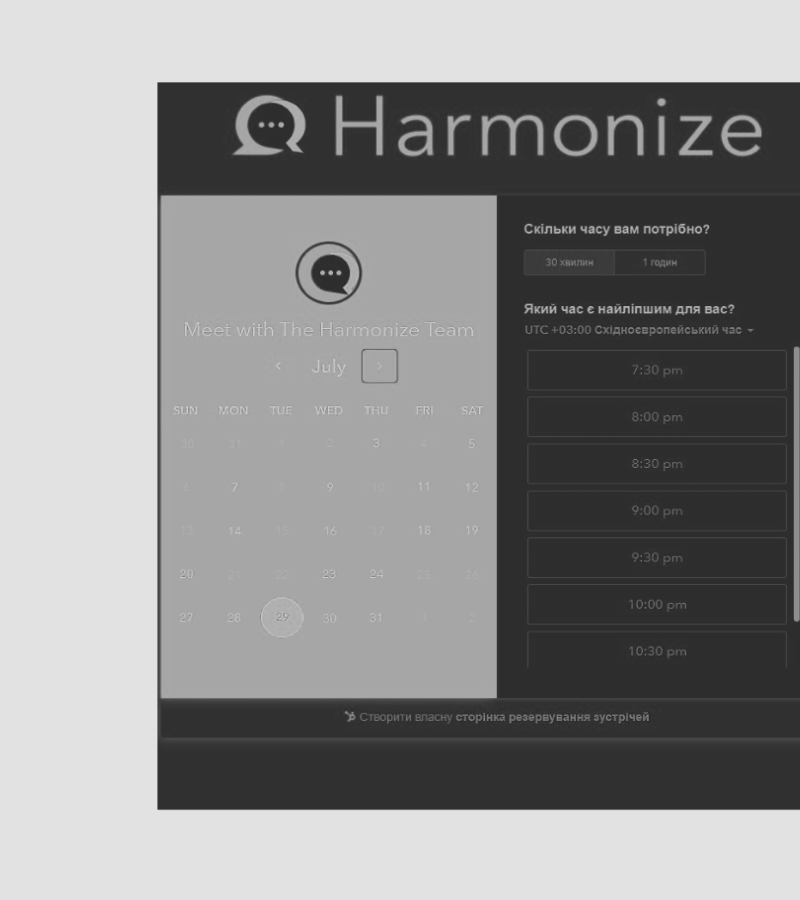 Harmonize
Meet with The Harmonize Team
July
SUN MON TUE WED THU FRI SAT
30 31 1 2 3 4 5
6 7 8 9 10 11 12
13 14 15 16 17 18 19
20 21 22 23 24 25 26
27 28 29 30 31 1 2
Скільки часу вам потрібно?
30 хвилин 1 годин
Який час є найліпшим для вас?
UTC +03:00 Східноєвропейський час
7:30 pm
8:00 pm
8:30 pm
9:00 pm
9:30 pm
10:00 pm
10:30 pm
Створити власну сторінка резервування зустрічей